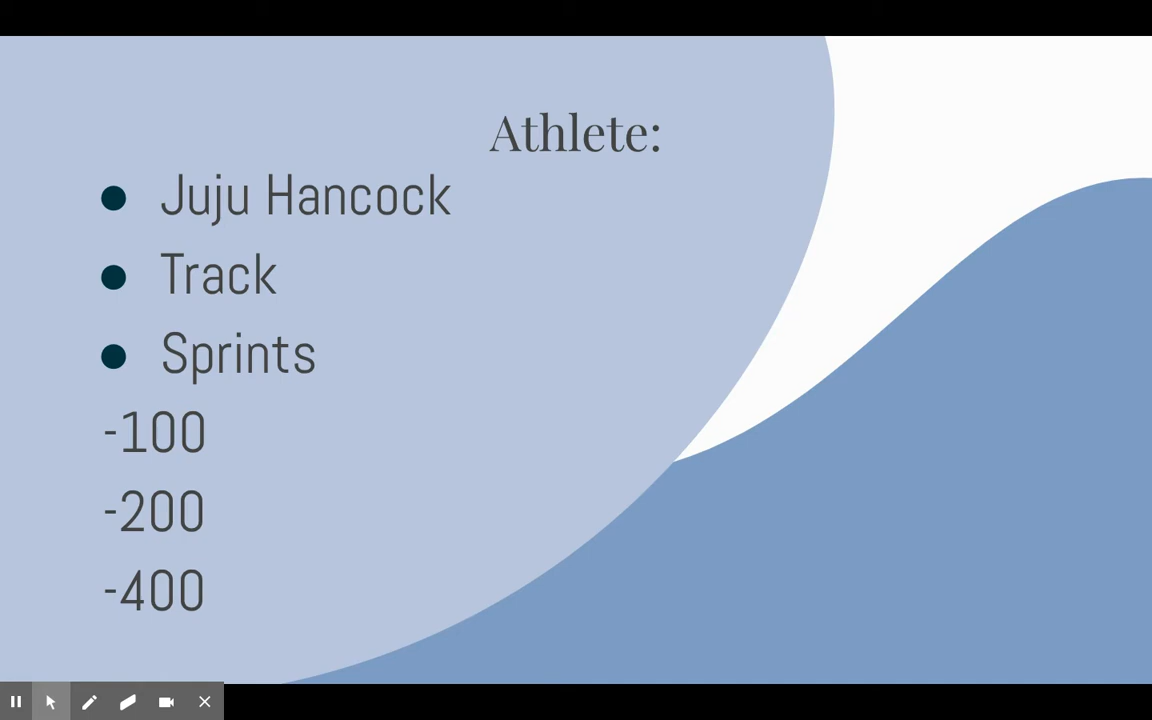 Athlete:
● Juju Hancock
● Track
● Sprints
-100
-200
-400